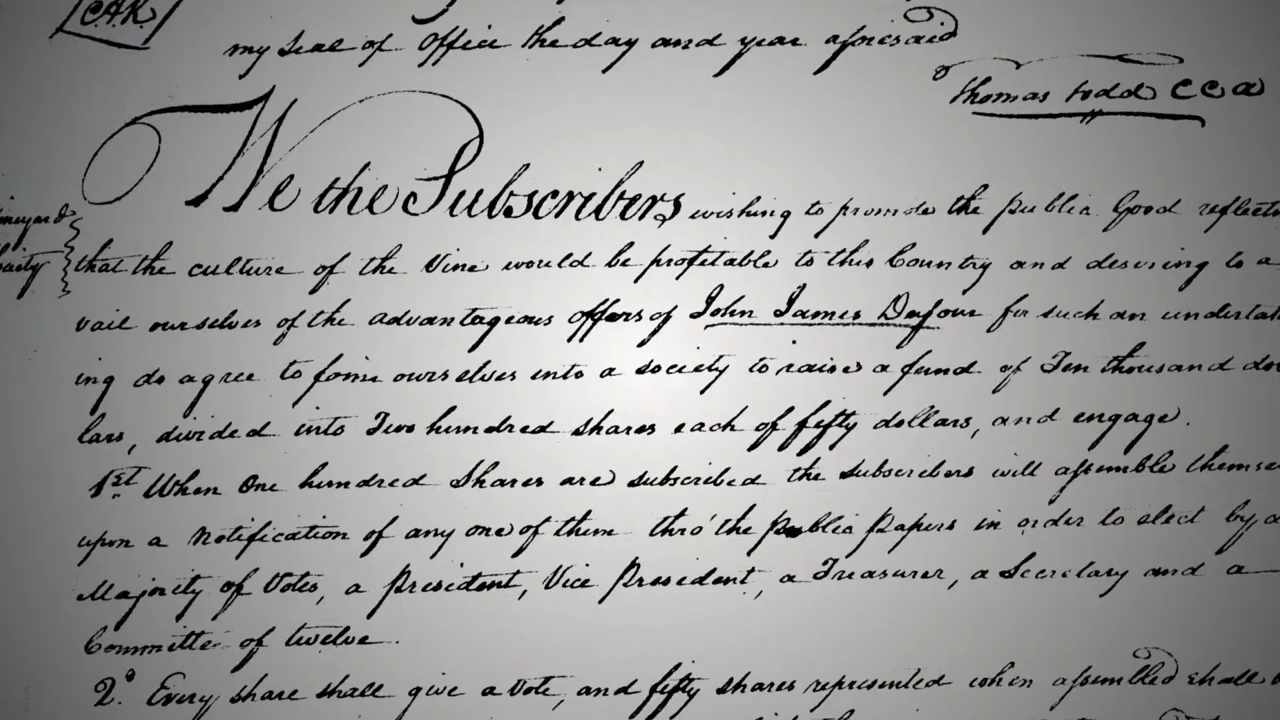 C.A.K.
my Seal of Office the day and year aforesaid
Thomas Todd C C a
We the Subscribers wishing to promote the public Good reflect
that the culture of the Vine would be profitable to this Country and desiring to a
vail ourselves of the advantageous offers of John James Dufour for such an undertak
ing do agree to form ourselves into a society to raise a fund of Ten thousand dol
lars, divided into Two hundred shares each of fifty dollars, and engage.
1st When One hundred Shares are subscribed the subscribers will assemble themse
upon a Notification of any one of them thro' the Public Papers in order to elect by a
Majority of Votes, a President, Vice President, a Treasurer, a Secretary and a
Committee of twelve.
2o. Every share shall give a Vote, and fifty shares represented when assembled shall